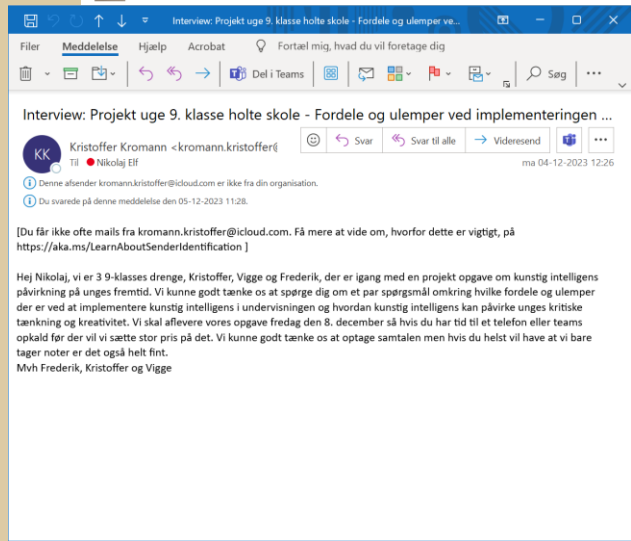 Interview: Projekt uge 9. klasse holte skole - Fordele og ulemper ve...
Filer Meddelelse Hjælp Acrobat Fortæl mig, hvad du vil foretage dig
Del i Teams Søg
Interview: Projekt uge 9. klasse holte skole - Fordele og ulemper ved implementeringen ...
KK
Kristoffer Kromann <kromann.kristoffer@
Svar Svar til alle Videresend
Til Nikolaj Elf
ma 04-12-2023 12:26
Denne afsender kromann.kristoffer@icloud.com er ikke fra din organisation.
Du svarede på denne meddelelse den 05-12-2023 11:28.
[Du får ikke ofte mails fra kromann.kristoffer@icloud.com. Få mere at vide om, hvorfor dette er vigtigt, på
https://aka.ms/LearnAboutSenderIdentification ]
Hej Nikolaj, vi er 3 9-klasses drenge, Kristoffer, Vigge og Frederik, der er igang med en projekt opgave om kunstig intelligens
påvirkning på unges fremtid. Vi kunne godt tænke os at spørge dig om et par spørgsmål omkring hvilke fordele og ulemper
der er ved at implementere kunstig intelligens i undervisningen og hvordan kunstig intelligens kan påvirke unges kritiske
tænkning og kreativitet. Vi skal aflevere vores opgave fredag den 8. december så hvis du har tid til et telefon eller teams
opkald før der vil vi sætte stor pris på det. Vi kunne godt tænke os at optage samtalen men hvis du helst vil have at vi bare
tager noter er det også helt fint.
Mvh Frederik, Kristoffer og Vigge